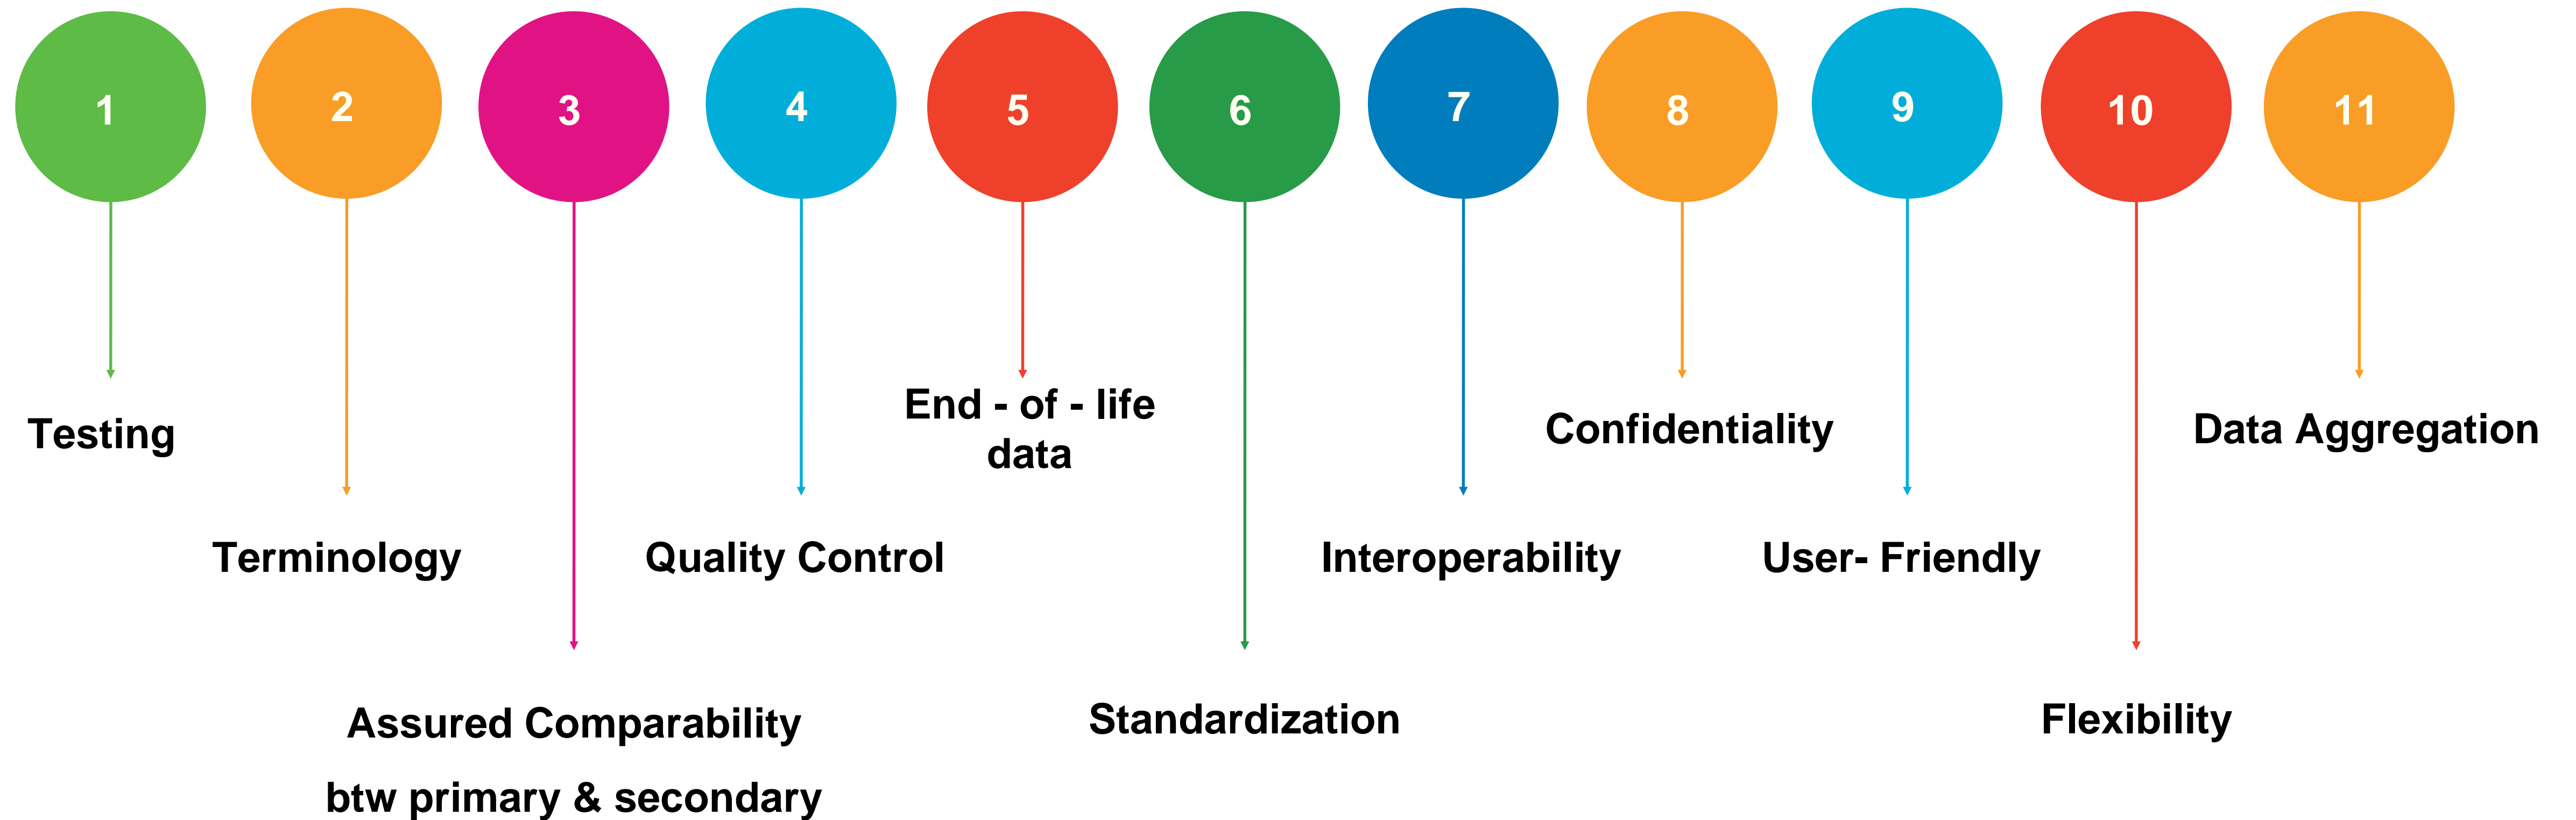 1
2
3
4
5
6
7
8
9
10
11
Testing
Terminology
Assured Comparability
btw primary & secondary
Quality Control
End - of - life
data
Standardization
Interoperability
Confidentiality
User- Friendly
Flexibility
Data Aggregation